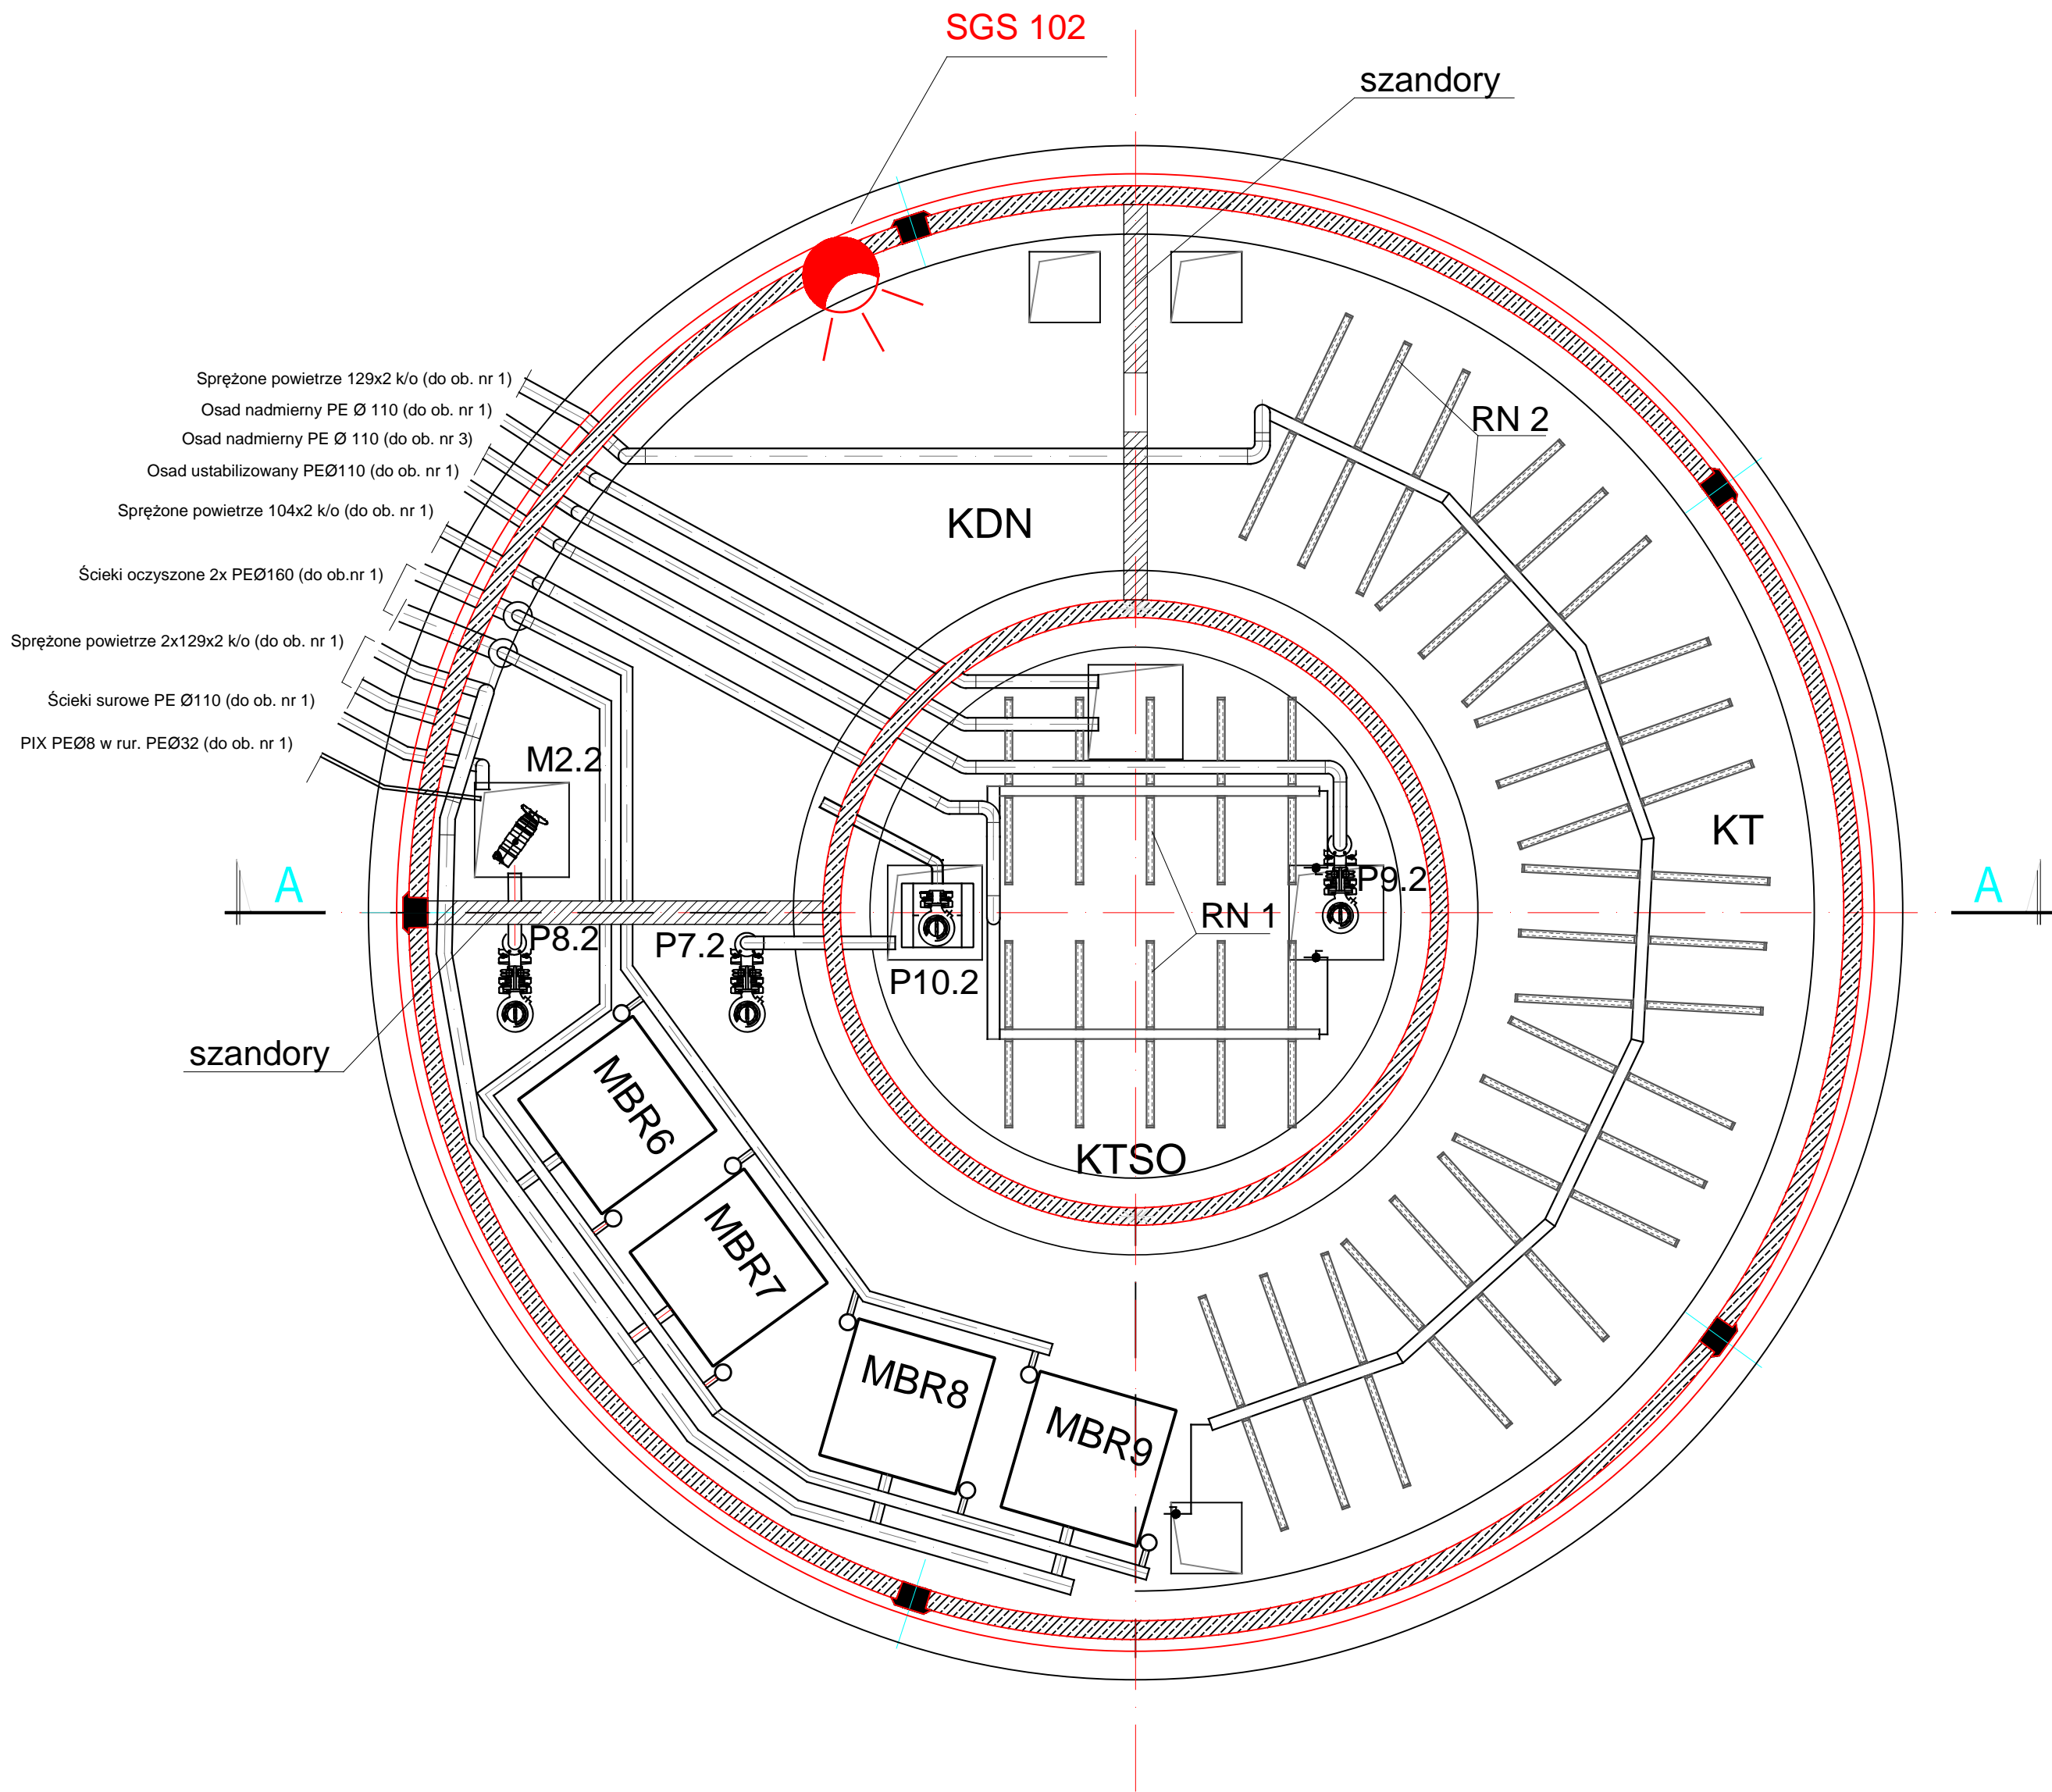 SGS 102
szandory
Sprężone powietrze 129x2 k/o (do ob. nr 1)
Osad nadmierny PE Ø 110 (do ob. nr 1)
Osad nadmierny PE Ø 110 (do ob. nr 3)
Osad ustabilizowany PEØ110 (do ob. nr 1)
Sprężone powietrze 104x2 k/o (do ob. nr 1)
Ścieki oczyszone 2x PEØ160 (do ob.nr 1)
Sprężone powietrze 2x129x2 k/o (do ob. nr 1)
Ścieki surowe PE Ø110 (do ob. nr 1)
PIX PEØ8 w rur. PEØ32 (do ob. nr 1)
RN 2
KDN
M2.2
KT
A
A
P9.2
RN 1
P8.2
P7.2
P10.2
szandory
MBR6
KTSO
MBR7
MBR8
MBR9